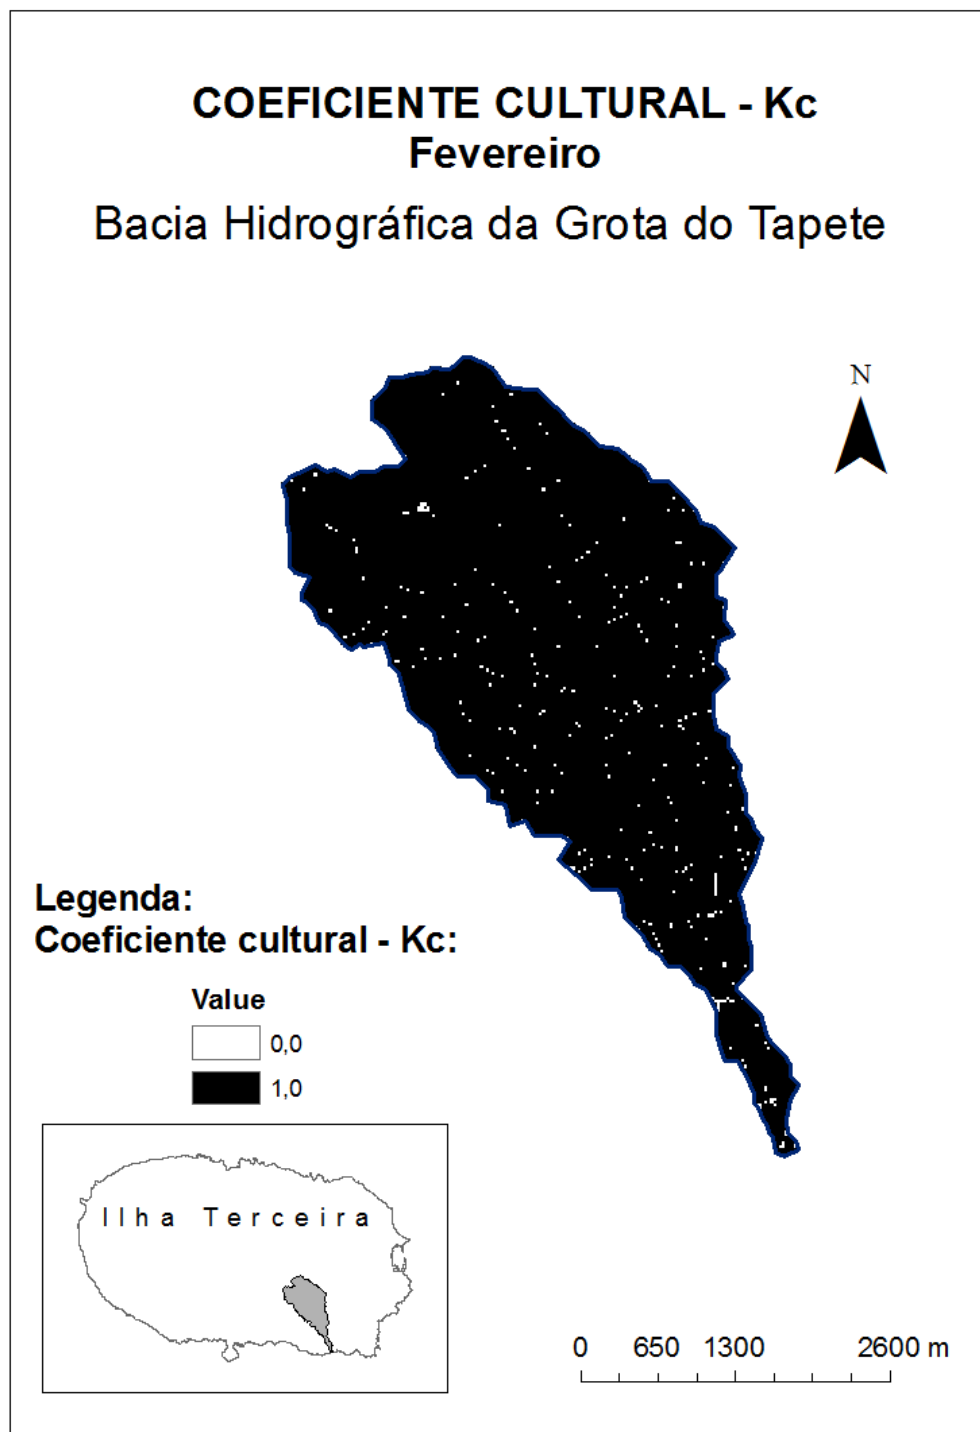 COEFICIENTE CULTURAL - Kc
Fevereiro
Bacia Hidrográfica da Grota do Tapete
N
Legenda:
Coeficiente cultural - Kc:
Value
0,0
1,0
Ilha Terceira
0 650 1300 2600 m